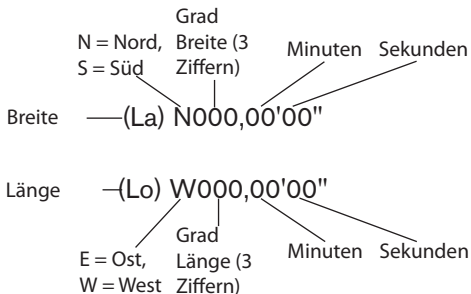 N = Nord,
S = Süd
Grad
Breite (3
Ziffern)
Minuten
Sekunden
Breite
(La) N000,00'00"
Länge
(Lo) W000,00'00"
E = Ost,
W = West
Grad
Länge (3
Ziffern)
Minuten
Sekunden